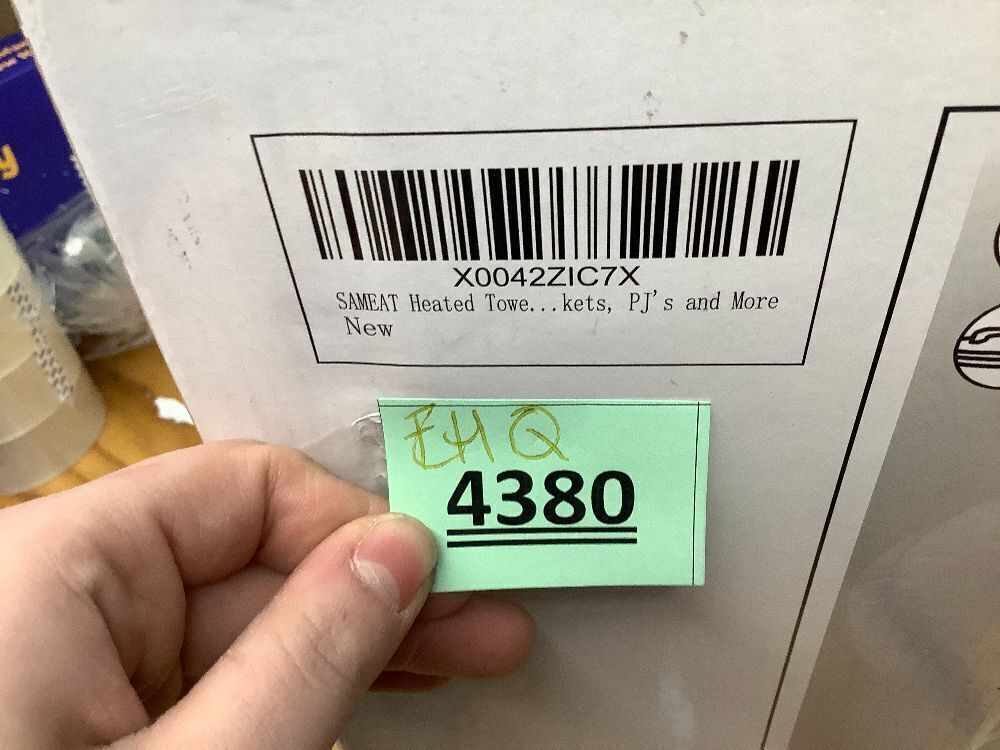 X0042ZIC7X
SAMEAT Heated Towe...kets, PJ's and More
New
EHQ
4380
y